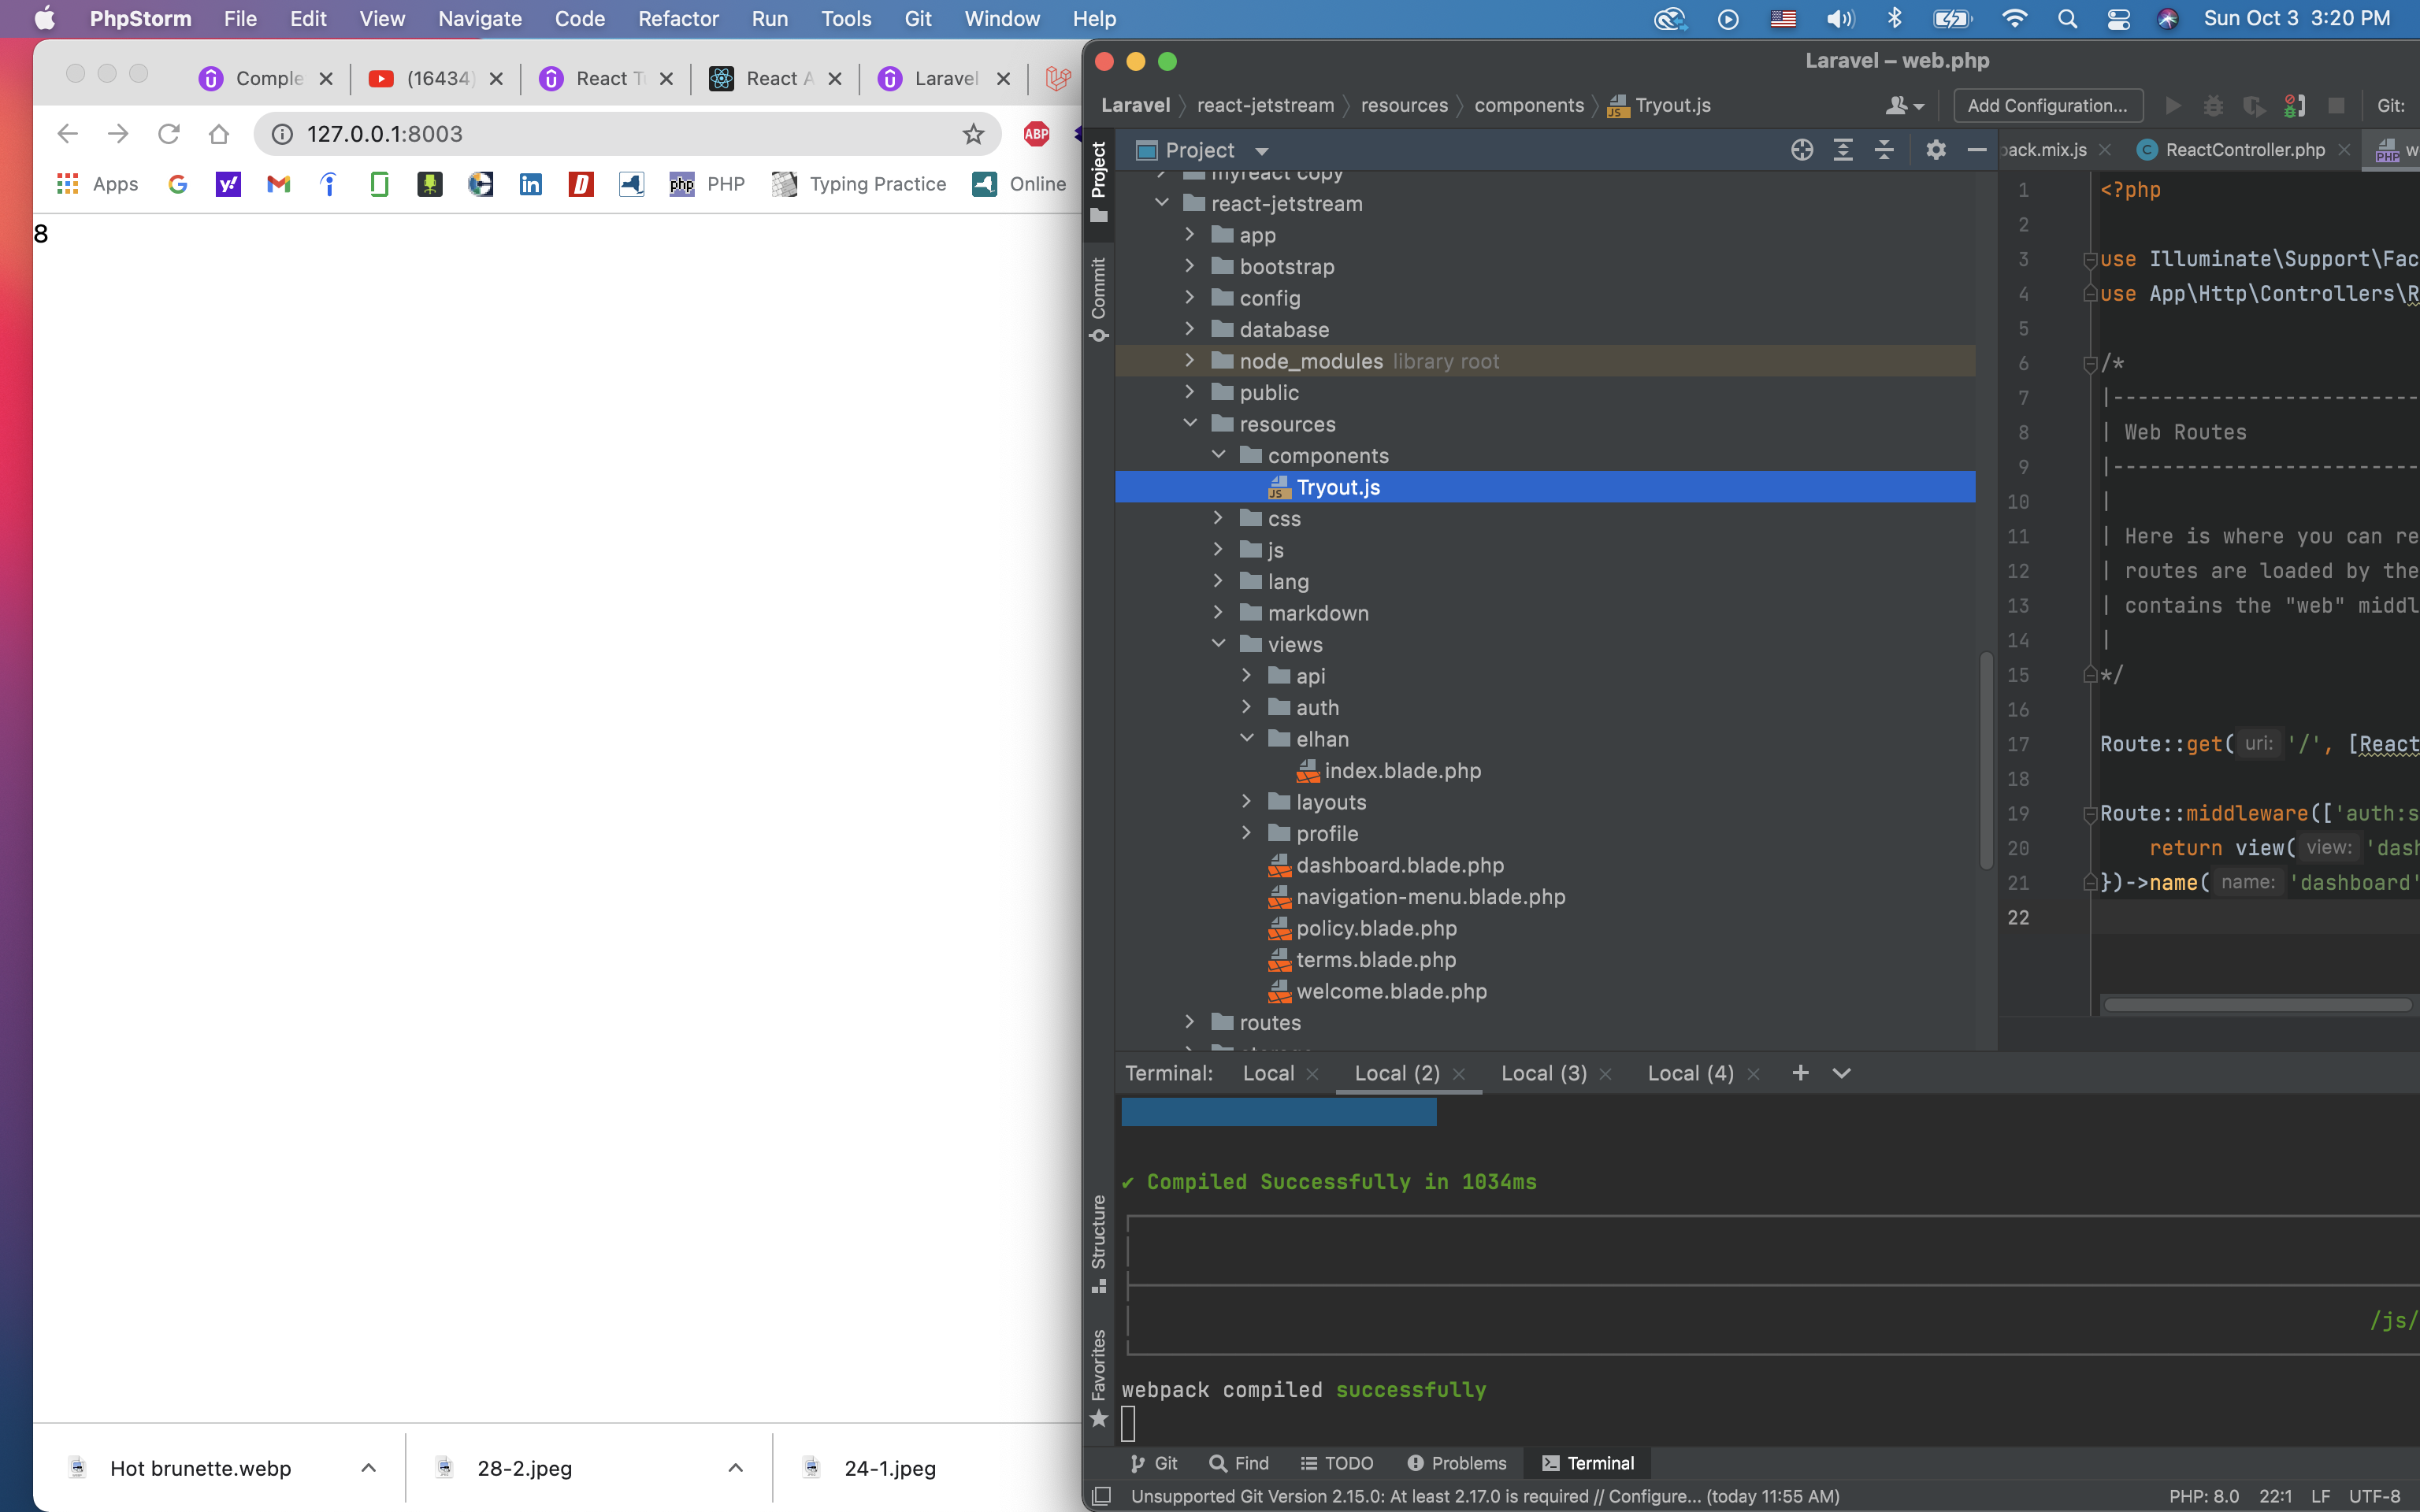 PhpStorm File Edit View Navigate Code Refactor Run Tools Git Window Help Sun Oct 3 3:20 PM
Comple (16434) React T React A Laravel
127.0.0.1:8003
ABP
Apps PHP Typing Practice Online
8
Hot brunette.webp 28-2.jpeg 24-1.jpeg
Laravel – web.php
Laravel react-jetstream resources components Tryout.js Add Configuration... Git:
Project
Commit
Structure
Favorites
Project
myreact copy
react-jetstream
app
bootstrap
config
database
node_modules library root
public
resources
components
Tryout.js
css
js
lang
markdown
views
api
auth
elhan
index.blade.php
layouts
profile
dashboard.blade.php
navigation-menu.blade.php
policy.blade.php
terms.blade.php
welcome.blade.php
routes
ack.mix.js ReactController.php
1 <?php
2
3 use Illuminate\Support\Fac
4 use App\Http\Controllers\R
5
6 /*
7 |--------------------------
8 | Web Routes
9 |--------------------------
10 |
11 | Here is where you can re
12 | routes are loaded by the
13 | contains the "web" middl
14 |
15 */
16
17 Route::get( uri: '/', [React
18
19 Route::middleware(['auth:s
20 return view( view: 'dash
21 })->name( name: 'dashboard'
22
Terminal: Local Local (2) Local (3) Local (4)
✔ Compiled Successfully in 1034ms
/js/
webpack compiled successfully
Git Find TODO Problems Terminal
Unsupported Git Version 2.15.0: At least 2.17.0 is required // Configure... (today 11:55 AM) PHP: 8.0 22:1 LF UTF-8